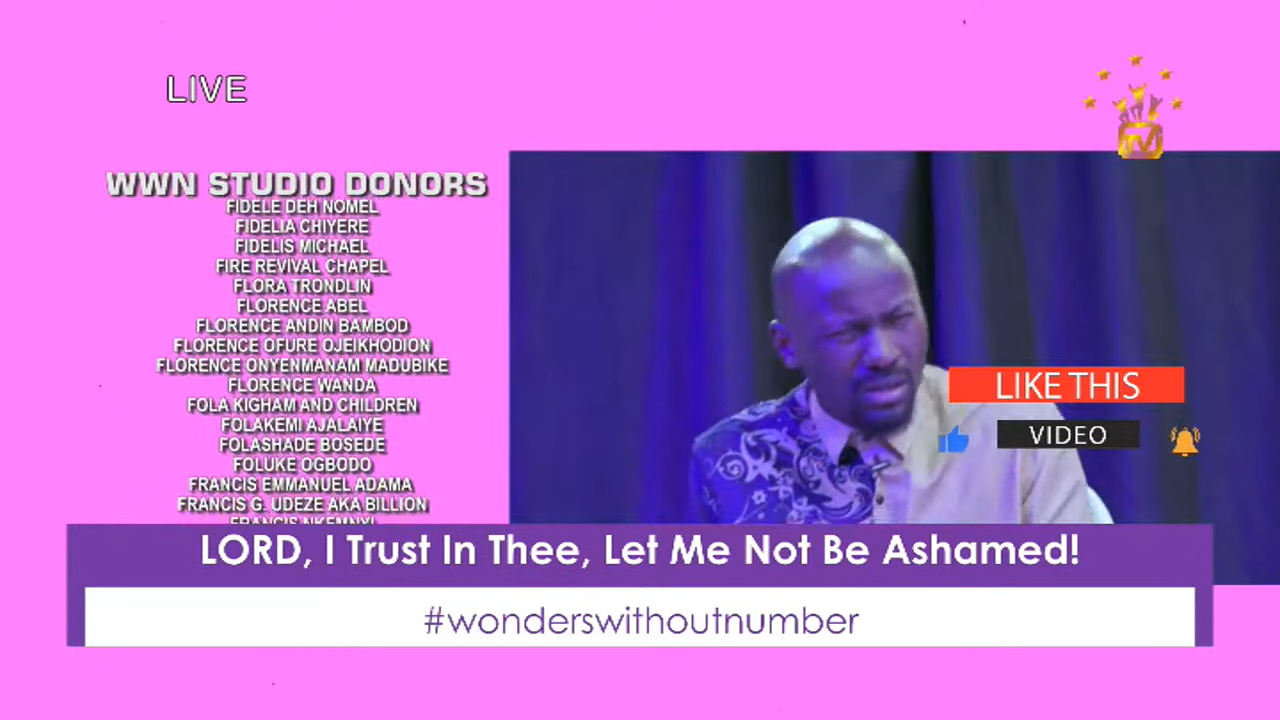 LIVE
TV
WWN STUDIO DONORS
FIDELE DEH NOMEL
FIDELIA CHIYERE
FIDELIS MICHAEL
FIRE REVIVAL CHAPEL
FLORA TRONDLIN
FLORENCE ABEL
FLORENCE ANDIN BAMBOD
FLORENCE OFURE OJEIKHODION
FLORENCE ONYENMANAM MADUBIKE
FLORENCE WANDA
FOLA KIGHAM AND CHILDREN
FOLAKEMI AJALAIYE
FOLASHADE BOSEDE
FOLUKE OGBODO
FRANCIS EMMANUEL ADAMA
FRANCIS G. UDEZE AKA BILLION
LIKE THIS
VIDEO
LORD, I Trust In Thee, Let Me Not Be Ashamed!
#wonderswithoutnumber